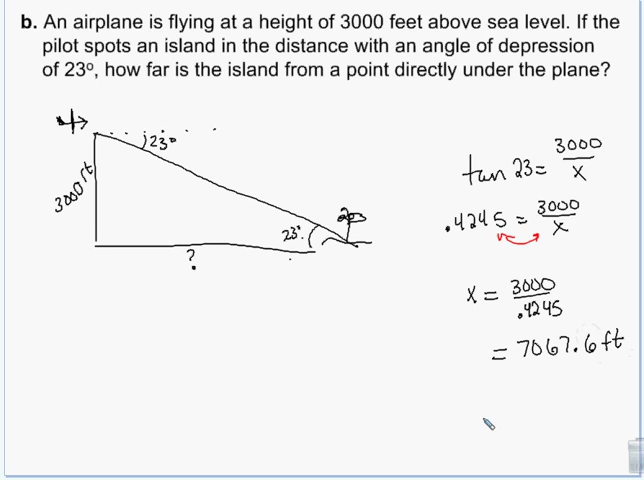 b. An airplane is flying at a height of 3000 feet above sea level. If the
pilot spots an island in the distance with an angle of depression
of 23º, how far is the island from a point directly under the plane?
23°
3000 ft
23°
?
tan 23 = 3000/x
.4245 = 3000/x
x = 3000/.4245
= 7067.6 ft